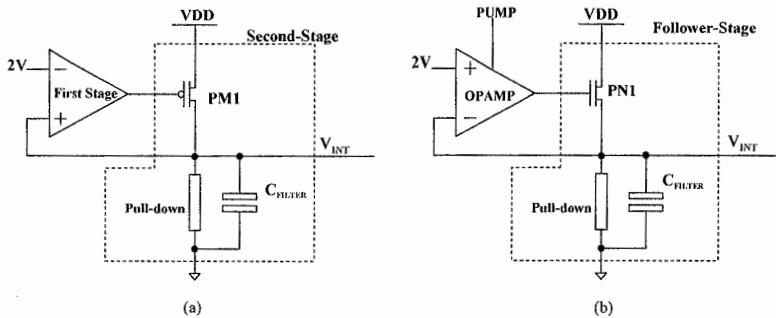 VDD
Second-Stage
2V
−
First Stage
+
PM1
V_INT
Pull-down
C_FILTER
(a)
PUMP
VDD
Follower-Stage
2V
+
OPAMP
−
PN1
V_INT
Pull-down
C_FILTER
(b)